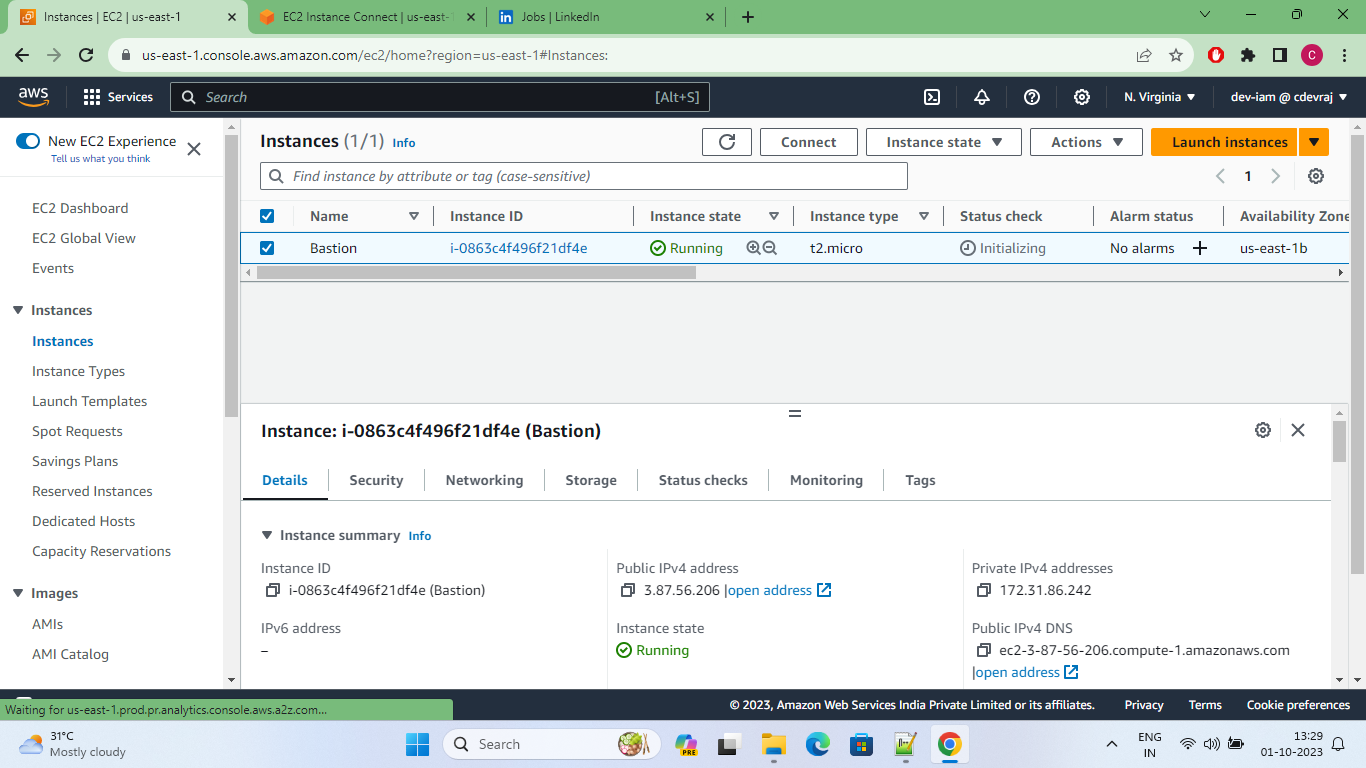 Instances | EC2 | us-east-1
EC2 Instance Connect | us-east-
Jobs | LinkedIn
us-east-1.console.aws.amazon.com/ec2/home?region=us-east-1#Instances:
C
aws
Services
Search [Alt+S]
N. Virginia
dev-iam @ cdevraj
New EC2 Experience
Tell us what you think
EC2 Dashboard
EC2 Global View
Events
Instances
Instances
Instance Types
Launch Templates
Spot Requests
Savings Plans
Reserved Instances
Dedicated Hosts
Capacity Reservations
Images
AMIs
AMI Catalog
Instances (1/1) Info
Connect
Instance state
Actions
Launch instances
Find instance by attribute or tag (case-sensitive)
1
Name Instance ID Instance state Instance type Status check Alarm status Availability Zone
Bastion i-0863c4f496f21df4e Running t2.micro Initializing No alarms + us-east-1b
Instance: i-0863c4f496f21df4e (Bastion)
Details Security Networking Storage Status checks Monitoring Tags
Instance summary Info
Instance ID
i-0863c4f496f21df4e (Bastion)
Public IPv4 address
3.87.56.206 |open address
Private IPv4 addresses
172.31.86.242
IPv6 address
–
Instance state
Running
Public IPv4 DNS
ec2-3-87-56-206.compute-1.amazonaws.com
|open address
Waiting for us-east-1.prod.pr.analytics.console.aws.a2z.com...
© 2023, Amazon Web Services India Private Limited or its affiliates. Privacy Terms Cookie preferences
31°C
Mostly cloudy
Search
PRE
ENG
IN
13:29
01-10-2023